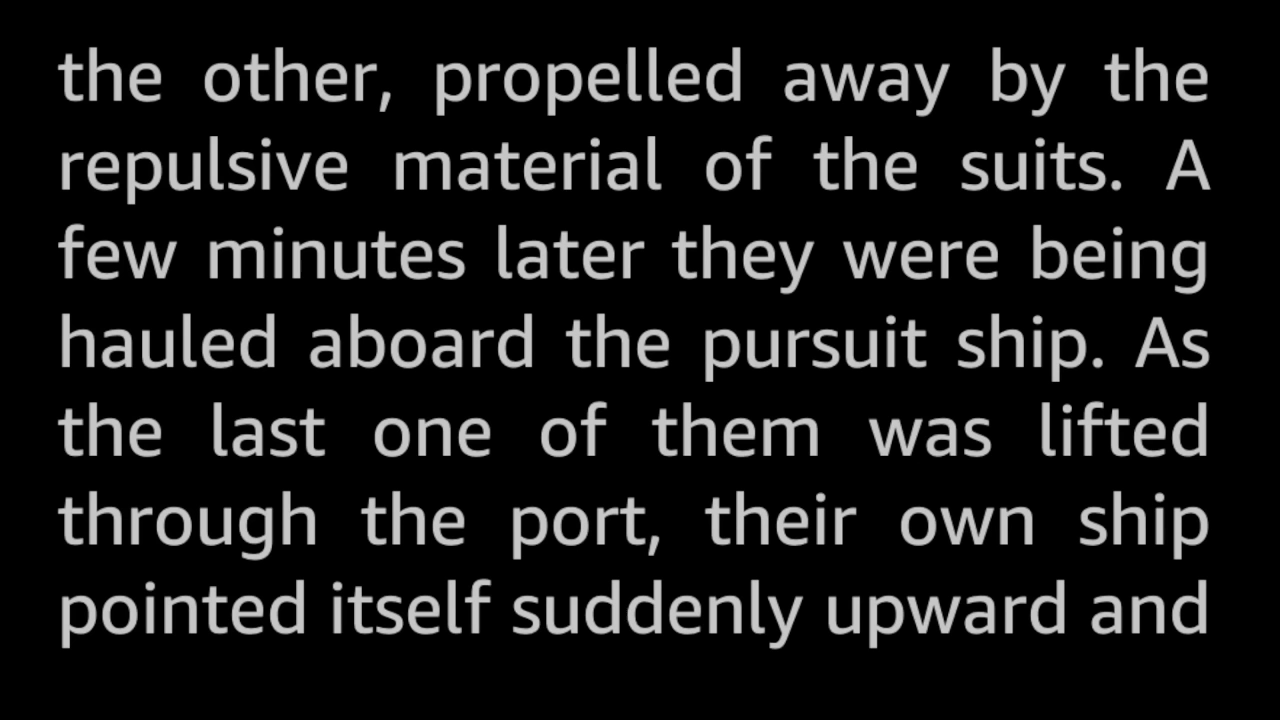 the other, propelled away by the
repulsive material of the suits. A
few minutes later they were being
hauled aboard the pursuit ship. As
the last one of them was lifted
through the port, their own ship
pointed itself suddenly upward and